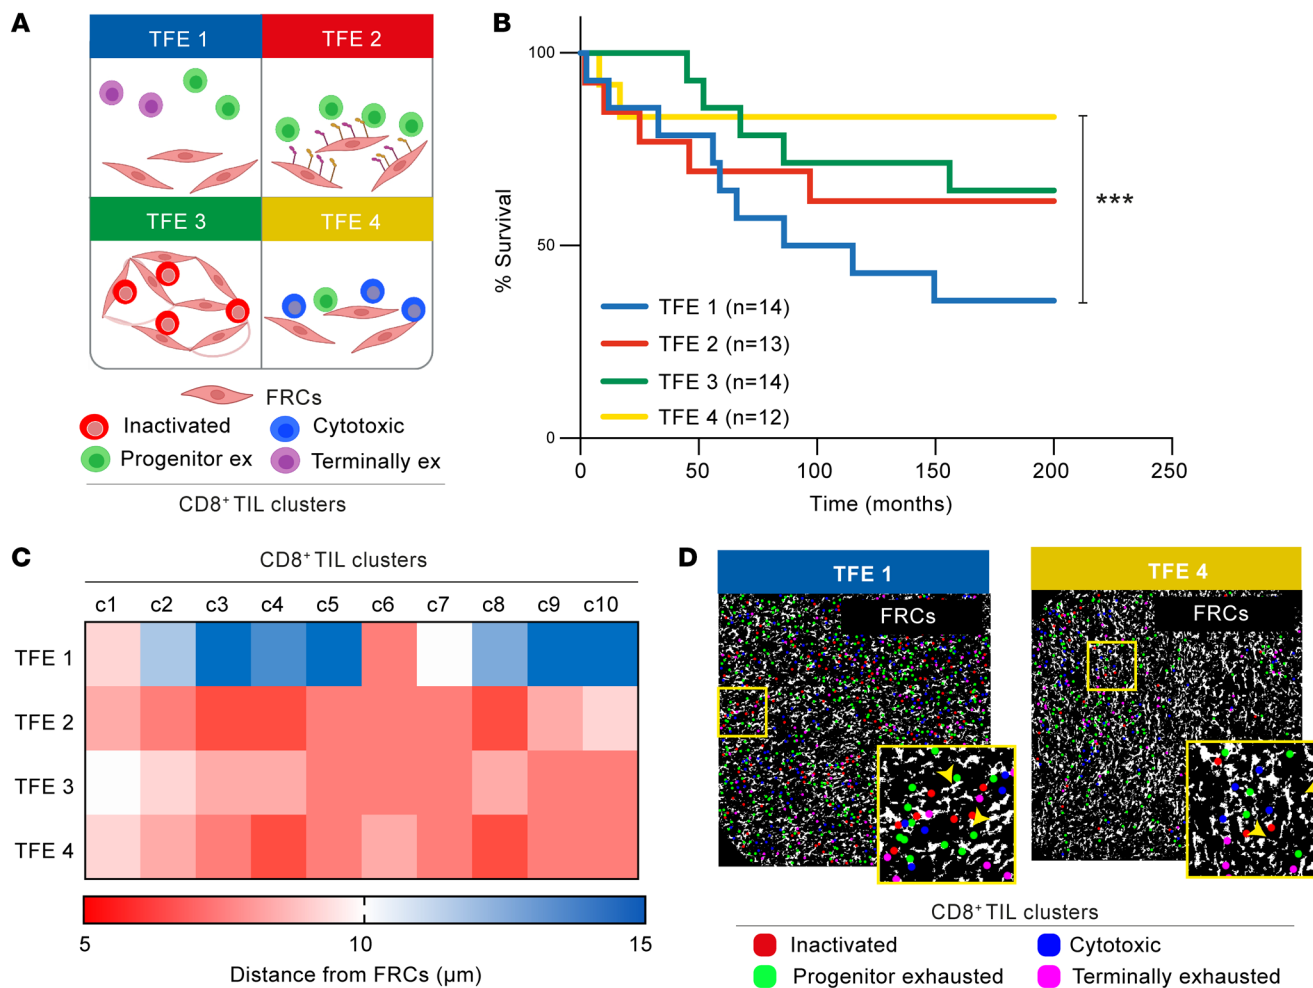 A
TFE 1
TFE 2
TFE 3
TFE 4
FRCs
Inactivated
Cytotoxic
Progenitor ex
Terminally ex
CD8⁺ TIL clusters
B
% Survival
100
50
0
0 50 100 150 200 250
Time (months)
TFE 1 (n=14)
TFE 2 (n=13)
TFE 3 (n=14)
TFE 4 (n=12)
***
C
CD8⁺ TIL clusters
c1 c2 c3 c4 c5 c6 c7 c8 c9 c10
TFE 1
TFE 2
TFE 3
TFE 4
5 10 15
Distance from FRCs (µm)
D
TFE 1
FRCs
TFE 4
FRCs
CD8⁺ TIL clusters
Inactivated
Cytotoxic
Progenitor exhausted
Terminally exhausted